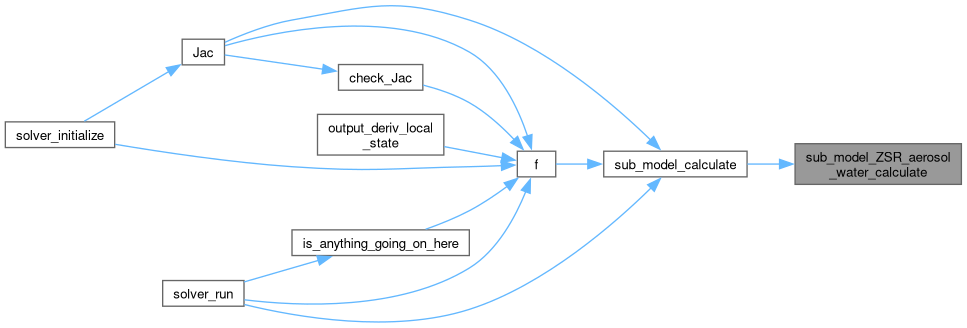 Jac
check_Jac
solver_initialize
output_deriv_local
_state
f
sub_model_calculate
sub_model_ZSR_aerosol
_water_calculate
is_anything_going_on_here
solver_run